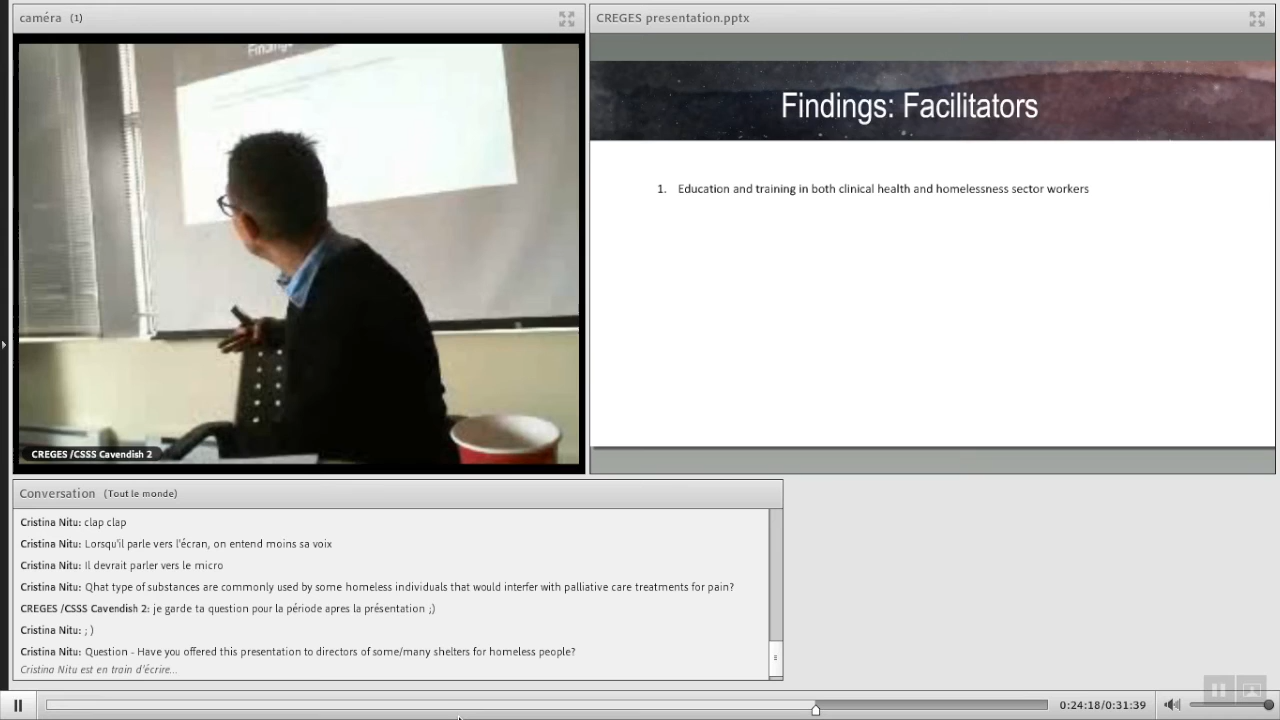 caméra (1)
Findings
CREGES /CSSS Cavendish 2
CREGES presentation.pptx
Findings: Facilitators
1. Education and training in both clinical health and homelessness sector workers
Conversation (Tout le monde)
Cristina Nitu: clap clap
Cristina Nitu: Lorsqu'il parle vers l'écran, on entend moins sa voix
Cristina Nitu: Il devrait parler vers le micro
Cristina Nitu: Qhat type of substances are commonly used by some homeless individuals that would interfer with palliative care treatments for pain?
CREGES /CSSS Cavendish 2: je garde ta question pour la période apres la présentation ;)
Cristina Nitu: ; )
Cristina Nitu: Question - Have you offered this presentation to directors of some/many shelters for homeless people?
Cristina Nitu est en train d'écrire...
0:24:18/0:31:39